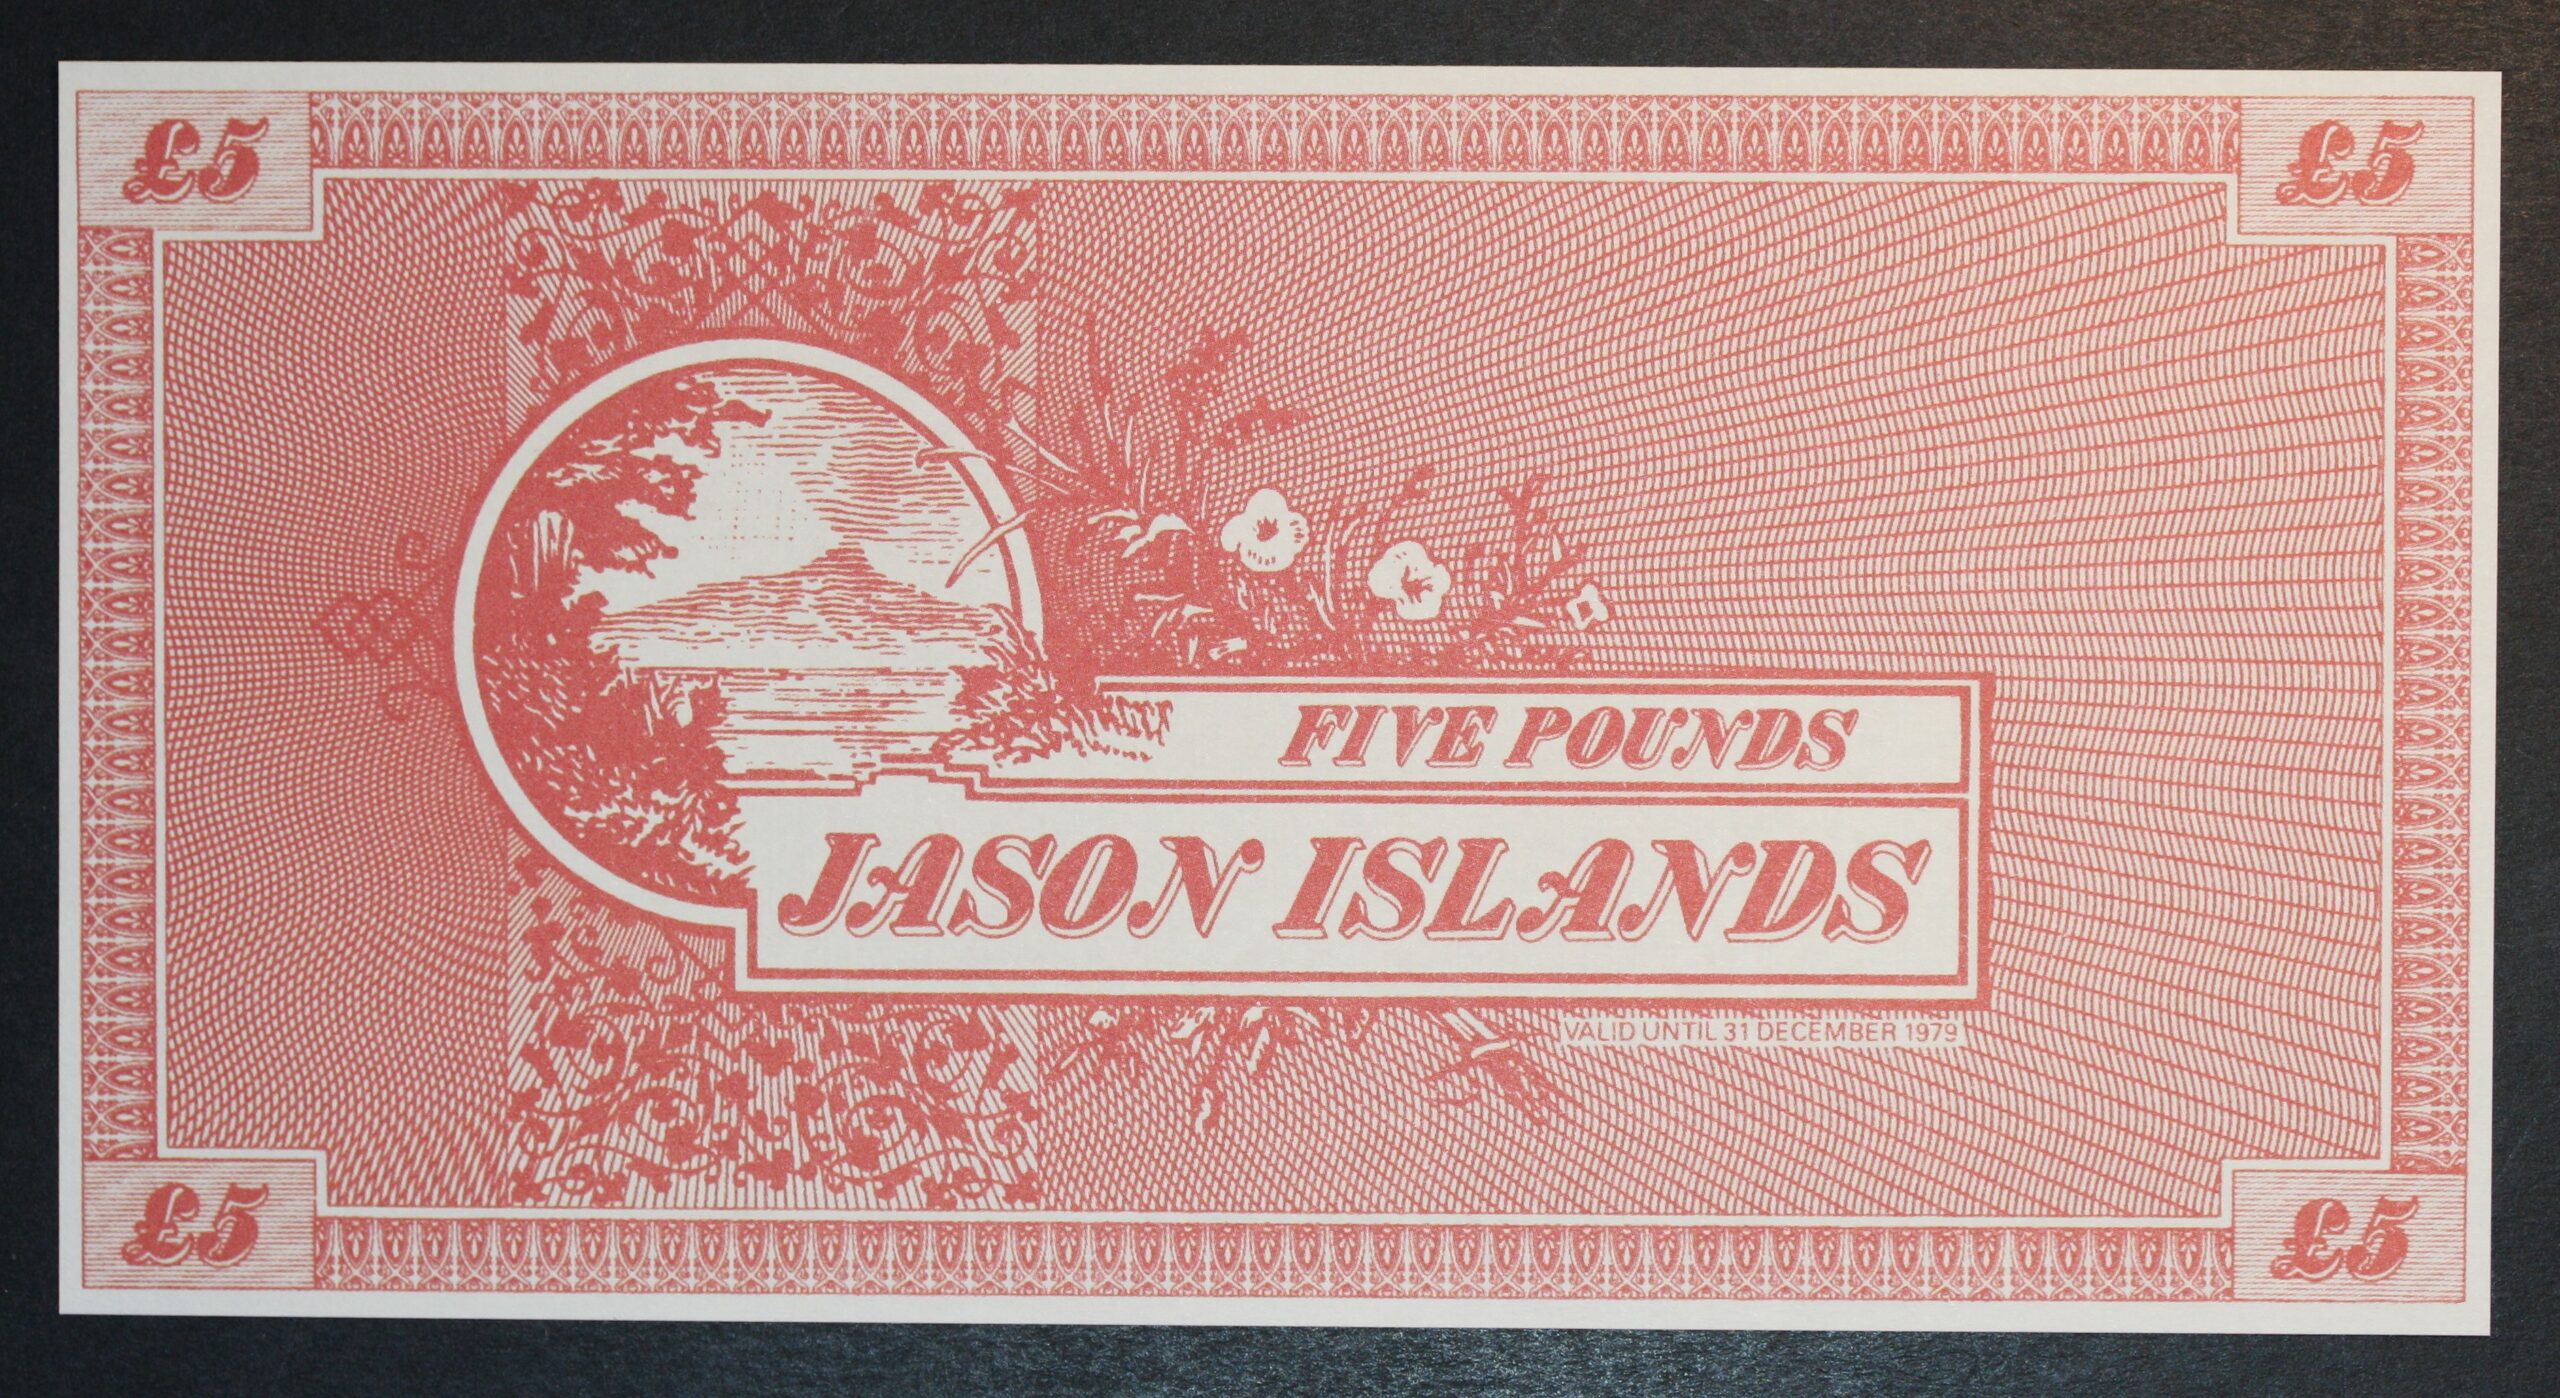 £5 £5
FIVE POUNDS
JASON ISLANDS
VALID UNTIL 31 DECEMBER 1979
£5 £5